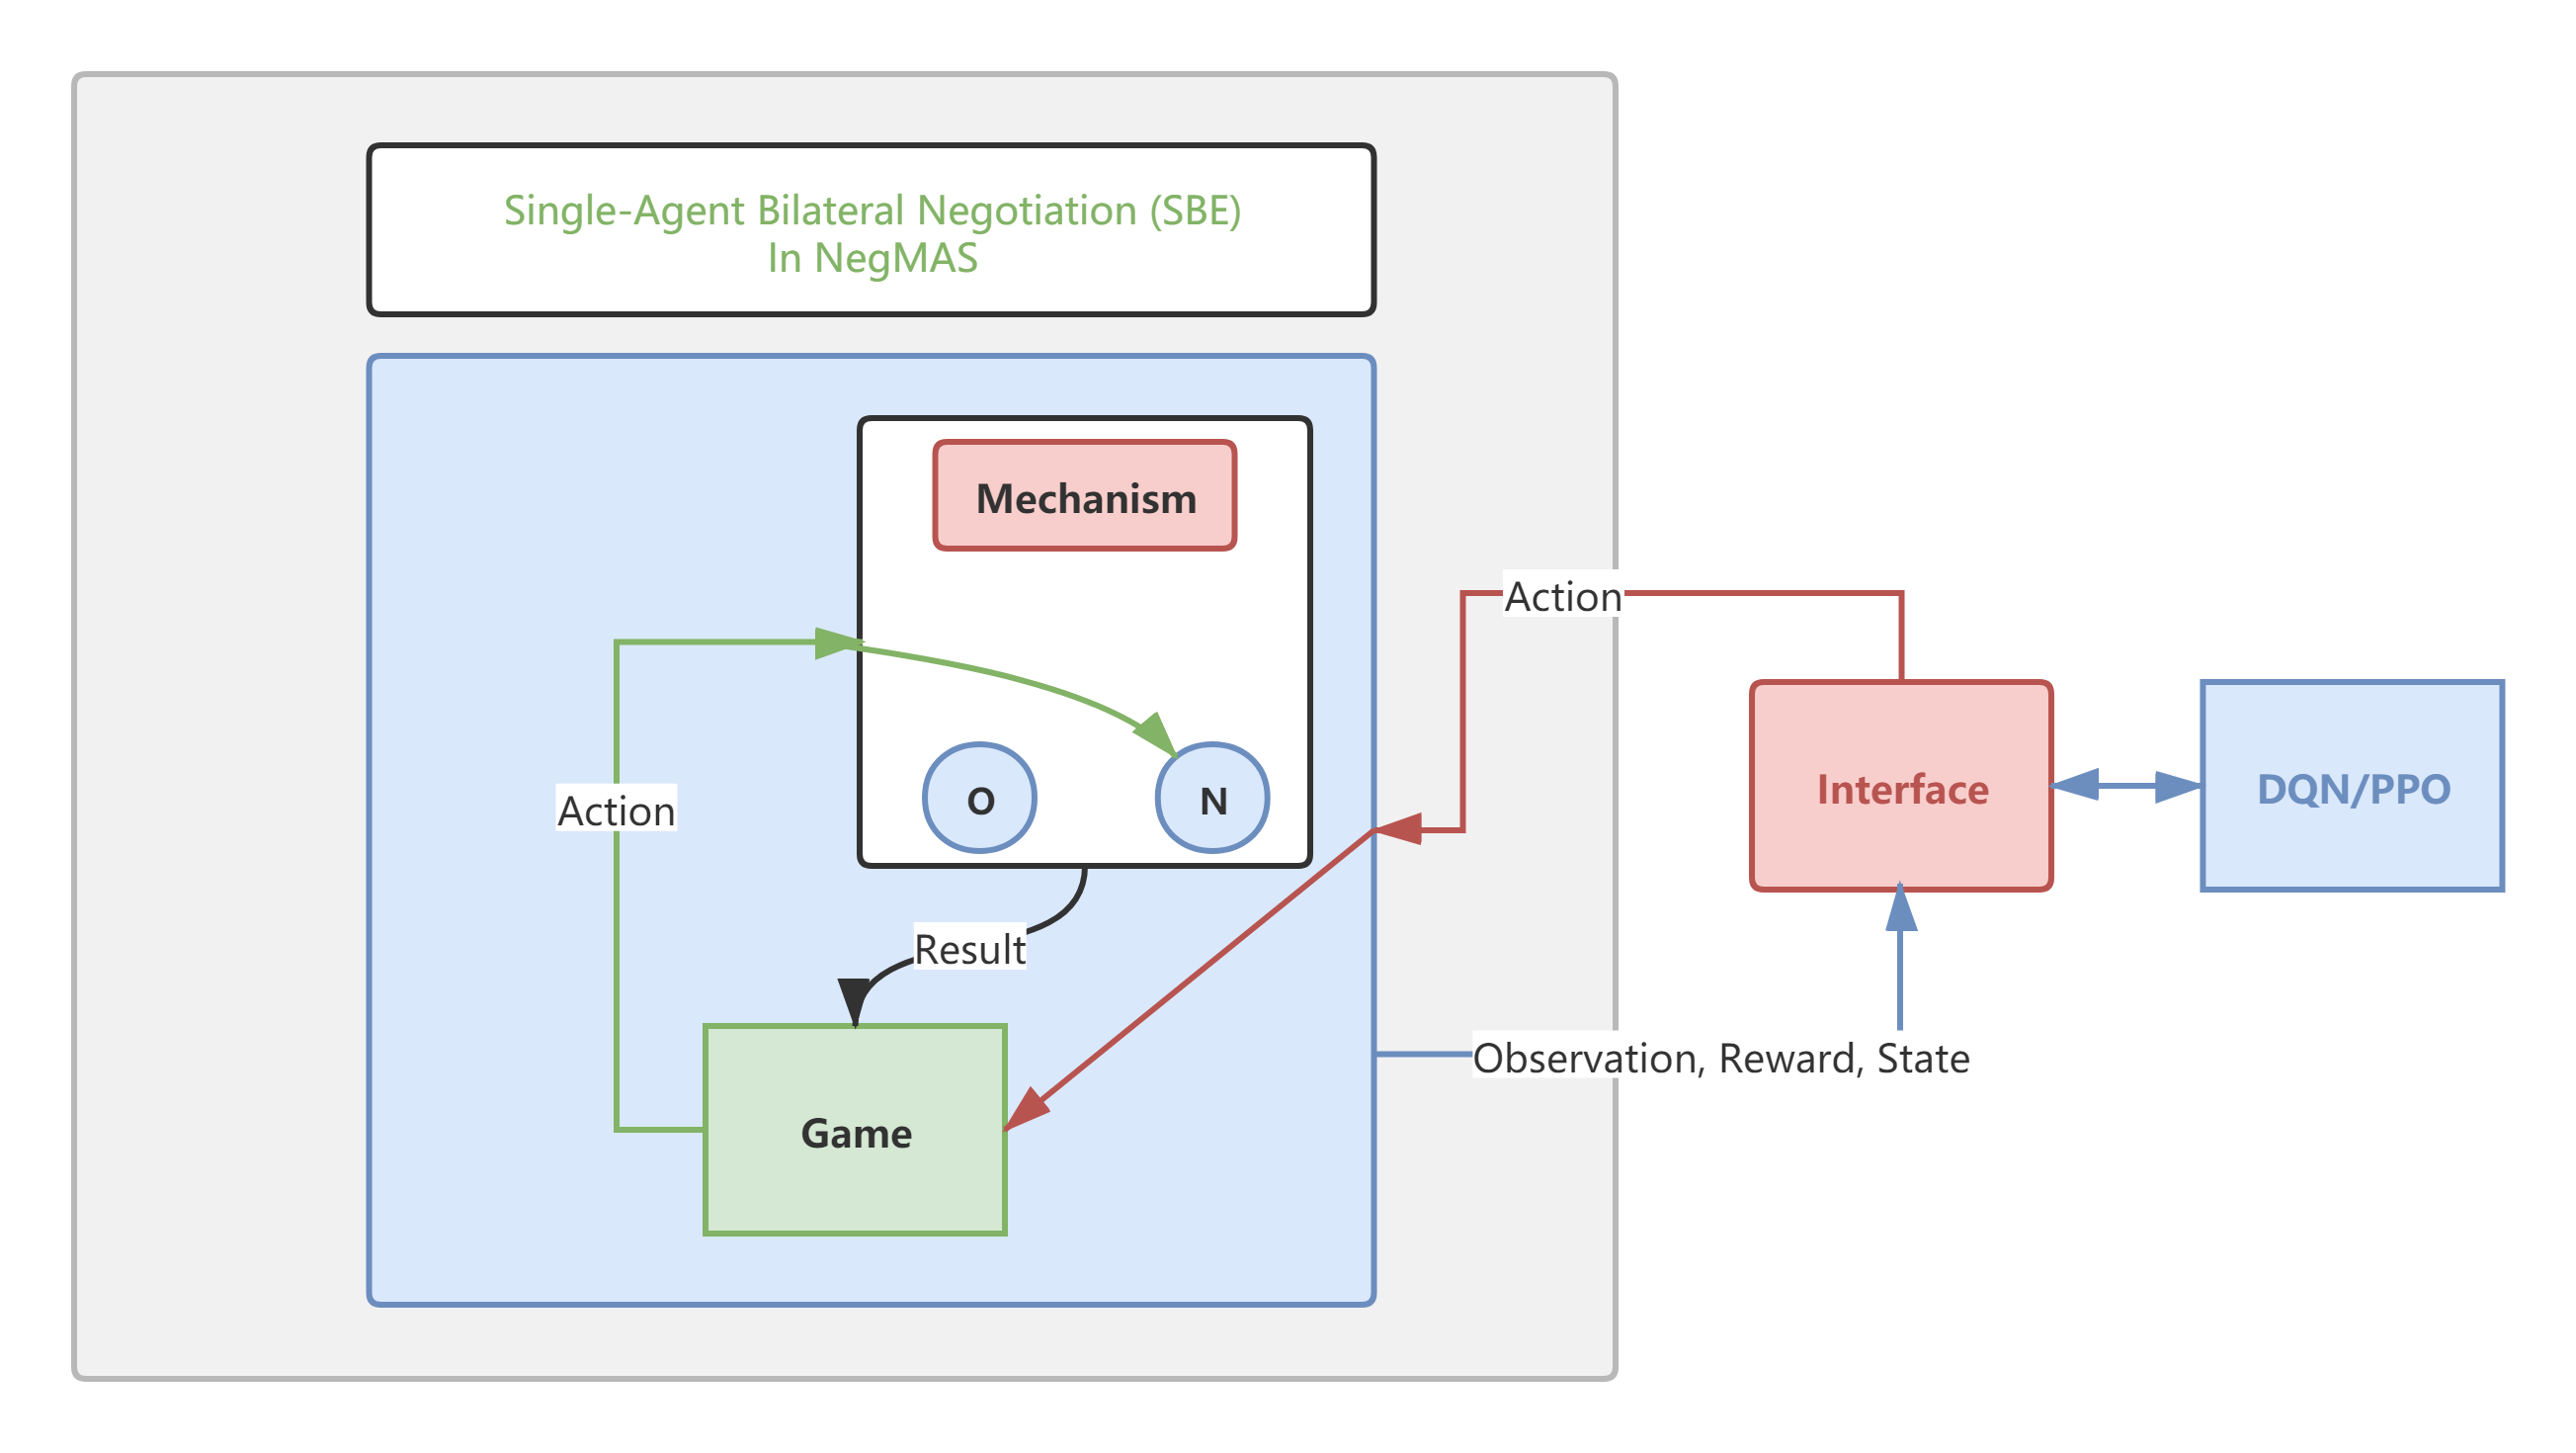 Single-Agent Bilateral Negotiation (SBE)
In NegMAS
Mechanism
Action
Action
O
N
Interface
DQN/PPO
Result
Observation, Reward, State
Game